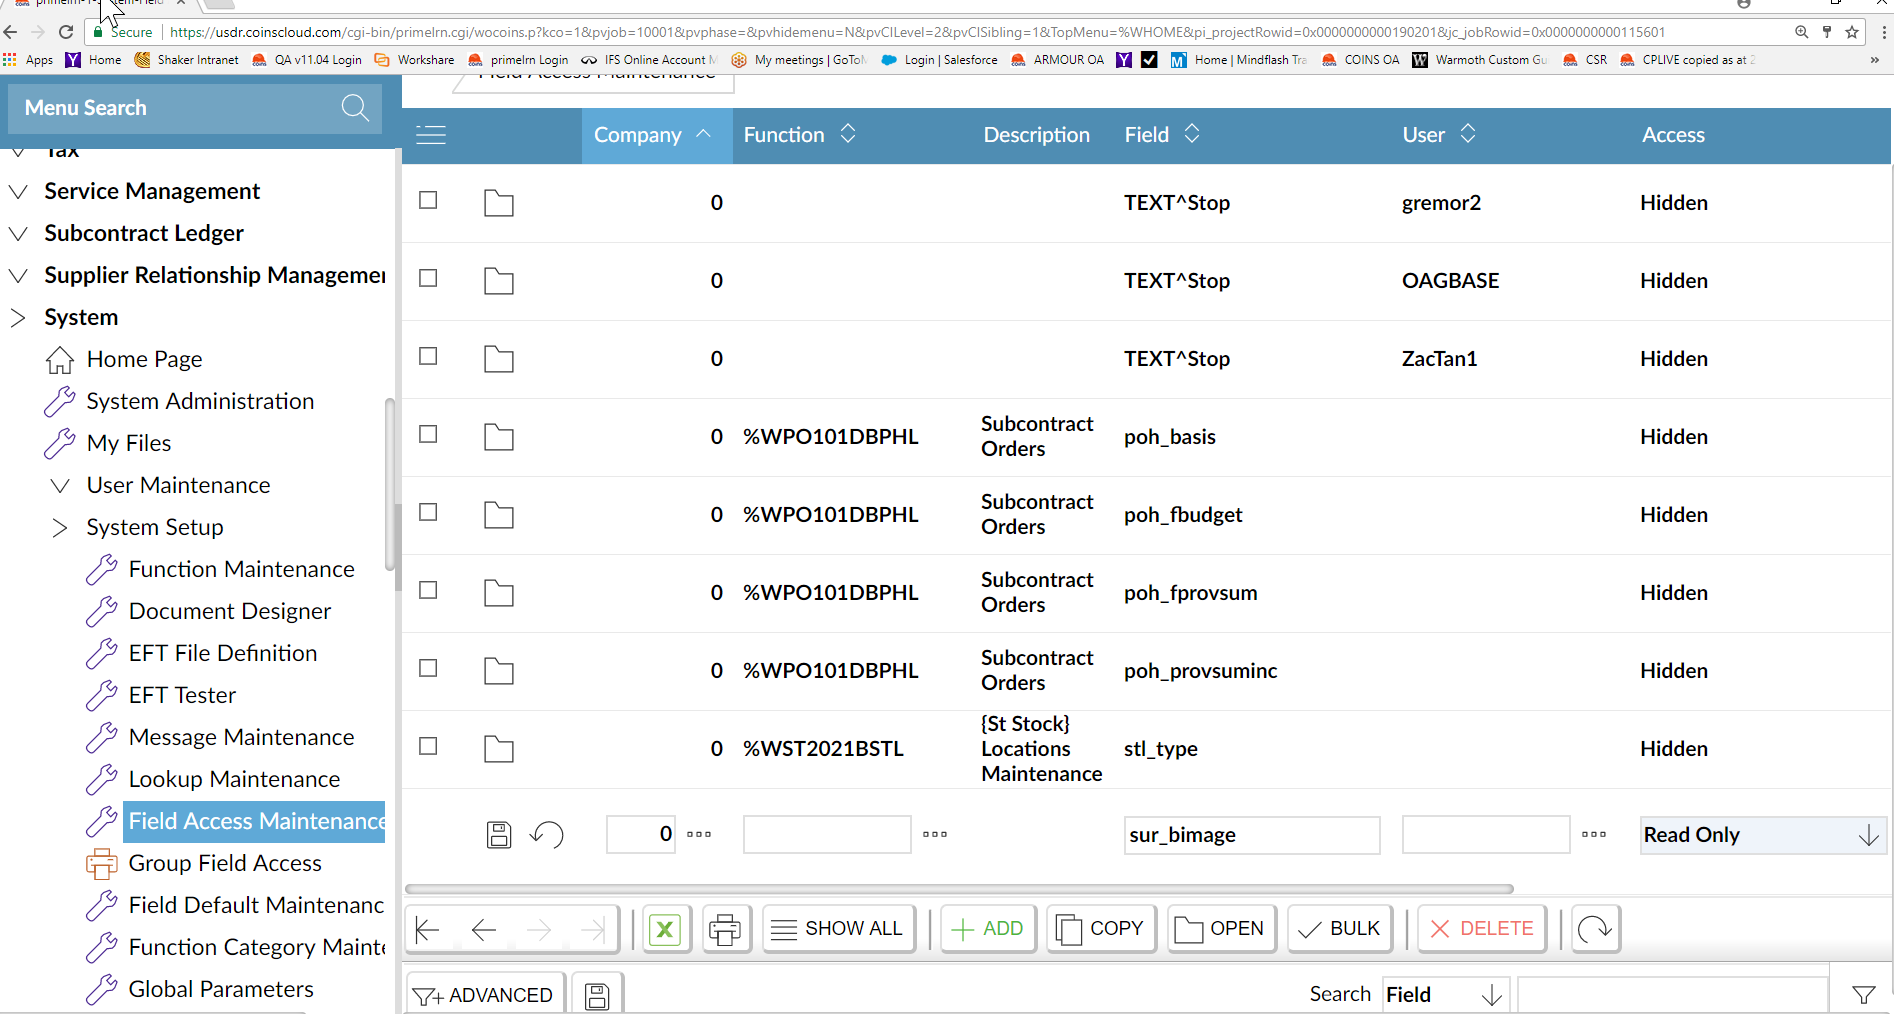 Secure
https://usdr.coinscloud.com/cgi-bin/primelrn.cgi/wocoins.p?kco=1&pvjob=10001&pvphase=&pvhidemenu=N&pvCILevel=2&pvCISibling=1&TopMenu=%WHOME&pi_projectRowid=0x0000000000190201&jc_jobRowid=0x0000000000115601
Apps Home Shaker Intranet QA v11.04 Login Workshare primelrn Login IFS Online Account M My meetings | GoToM Login | Salesforce ARMOUR OA Home | Mindflash Tra COINS OA Warmoth Custom Gu CSR CPLIVE copied as at 2 »
Field Access Maintenance
Menu Search
Tax
Service Management
Subcontract Ledger
Supplier Relationship Managemen
System
Home Page
System Administration
My Files
User Maintenance
System Setup
Function Maintenance
Document Designer
EFT File Definition
EFT Tester
Message Maintenance
Lookup Maintenance
Field Access Maintenance
Group Field Access
Field Default Maintenanc
Function Category Mainte
Global Parameters
Company Function Description Field User Access
0 TEXT^Stop gremor2 Hidden
0 TEXT^Stop OAGBASE Hidden
0 TEXT^Stop ZacTan1 Hidden
0 %WPO101DBPHL Subcontract Orders poh_basis Hidden
0 %WPO101DBPHL Subcontract Orders poh_fbudget Hidden
0 %WPO101DBPHL Subcontract Orders poh_fprovsum Hidden
0 %WPO101DBPHL Subcontract Orders poh_provsuminc Hidden
0 %WST2021BSTL {St Stock} Locations Maintenance stl_type Hidden
0 sur_bimage Read Only
SHOW ALL ADD COPY OPEN BULK DELETE
ADVANCED Search Field